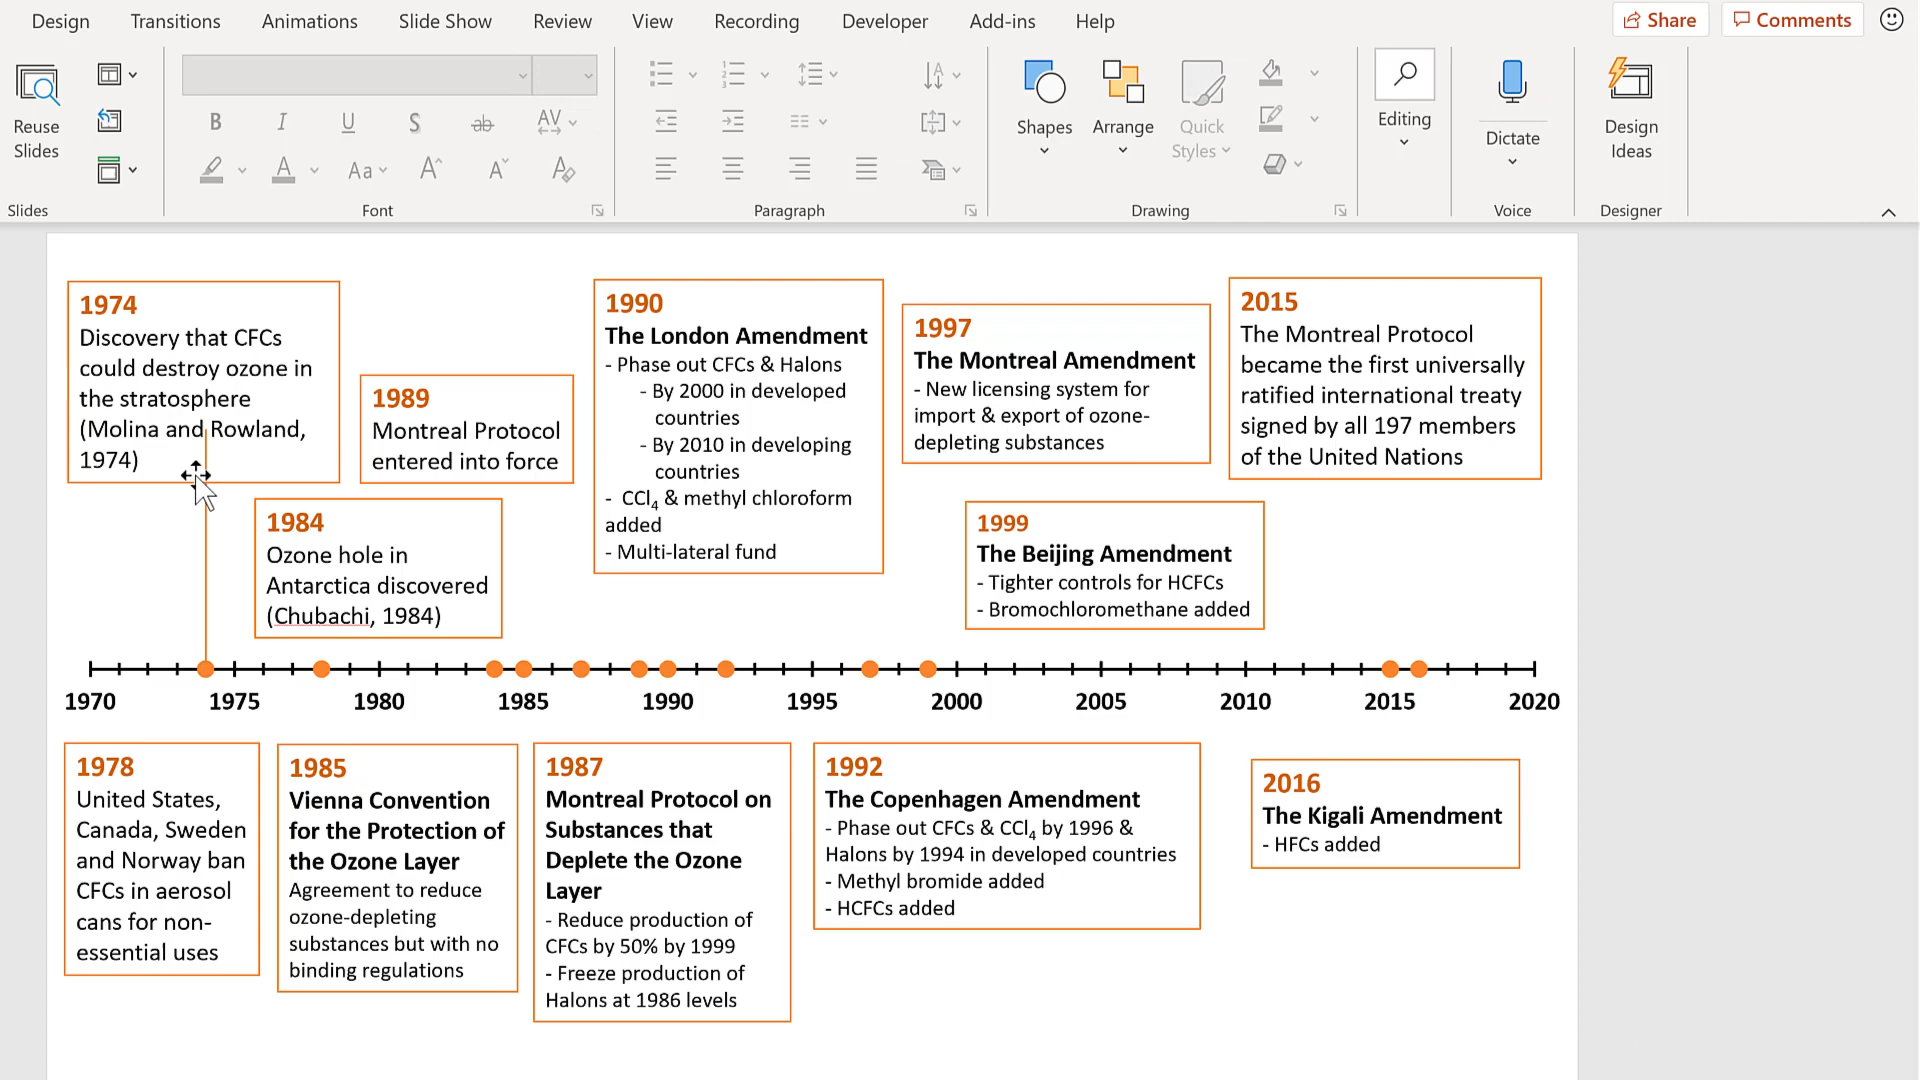 Design Transitions Animations Slide Show Review View Recording Developer Add-ins Help Share Comments
Reuse
Slides
Slides
B I U S ab AV
A Aa A A A
Font
Paragraph
Shapes
Arrange
Quick
Styles
Drawing
Editing
Dictate
Voice
Design
Ideas
Designer
1974
Discovery that CFCs
could destroy ozone in
the stratosphere
(Molina and Rowland,
1974)
1984
Ozone hole in
Antarctica discovered
(Chubachi, 1984)
1989
Montreal Protocol
entered into force
1990
The London Amendment
- Phase out CFCs & Halons
- By 2000 in developed
countries
- By 2010 in developing
countries
- CCl4 & methyl chloroform
added
- Multi-lateral fund
1997
The Montreal Amendment
- New licensing system for
import & export of ozone-
depleting substances
1999
The Beijing Amendment
- Tighter controls for HCFCs
- Bromochloromethane added
2015
The Montreal Protocol
became the first universally
ratified international treaty
signed by all 197 members
of the United Nations
1970 1975 1980 1985 1990 1995 2000 2005 2010 2015 2020
1978
United States,
Canada, Sweden
and Norway ban
CFCs in aerosol
cans for non-
essential uses
1985
Vienna Convention
for the Protection of
the Ozone Layer
Agreement to reduce
ozone-depleting
substances but with no
binding regulations
1987
Montreal Protocol on
Substances that
Deplete the Ozone
Layer
- Reduce production of
CFCs by 50% by 1999
- Freeze production of
Halons at 1986 levels
1992
The Copenhagen Amendment
- Phase out CFCs & CCl4 by 1996 &
Halons by 1994 in developed countries
- Methyl bromide added
- HCFCs added
2016
The Kigali Amendment
- HFCs added